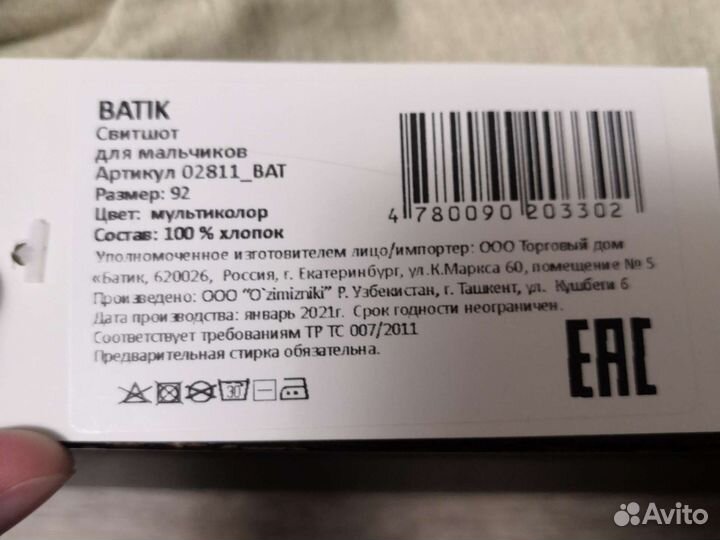 BATIK
Свитшот
для мальчиков
Артикул 02811_BAT
Размер: 92
Цвет: мультиколор
Состав: 100 % хлопок
4 780090 203302
Уполномоченное изготовителем лицо/импортер: ООО Торговый дом
«Батик, 620026, Россия, г. Екатеринбург, ул.К.Маркса 60, помещение № 5
Произведено: ООО "O`zimizniki" Р. Узбекистан, г. Ташкент, ул. Кушбеги 6
Дата производства: январь 2021г. Срок годности неограничен.
Соответствует требованиям ТР ТС 007/2011
Предварительная стирка обязательна.
30
EAC
Avito